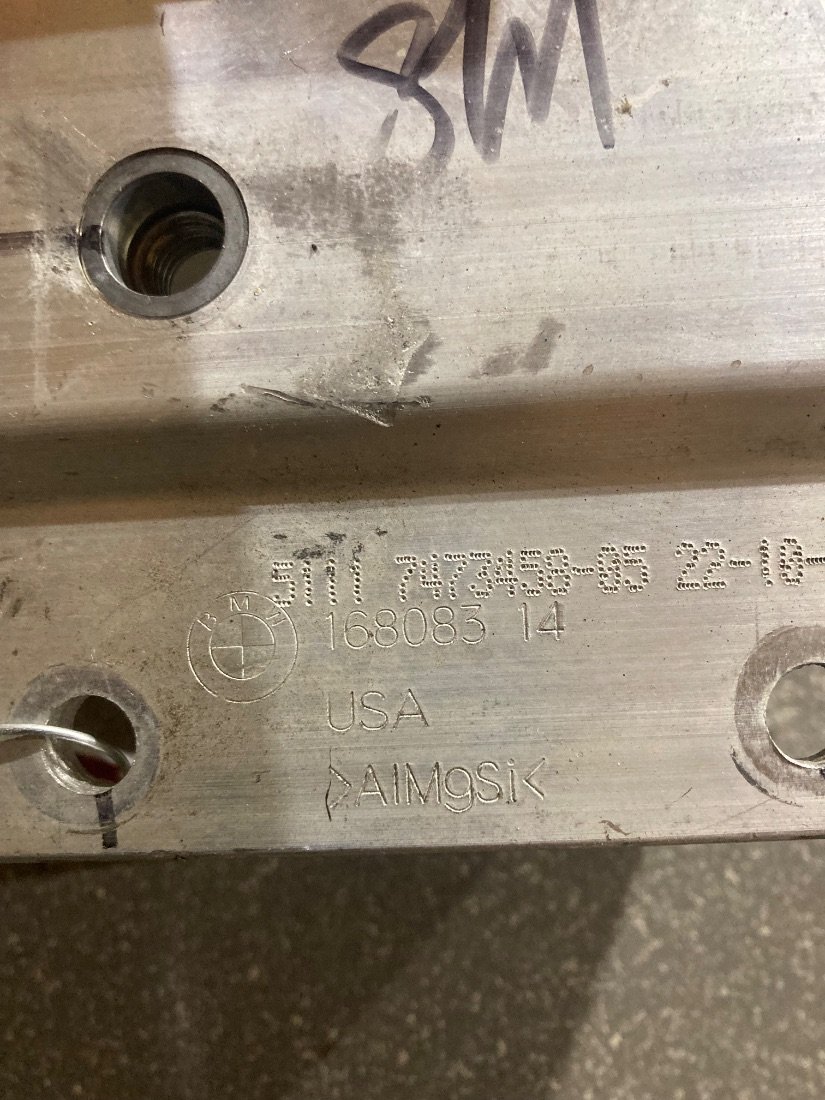 8M
5111 7473458-05 22-10-
BMW
168083 14
USA
>AlMgSi<